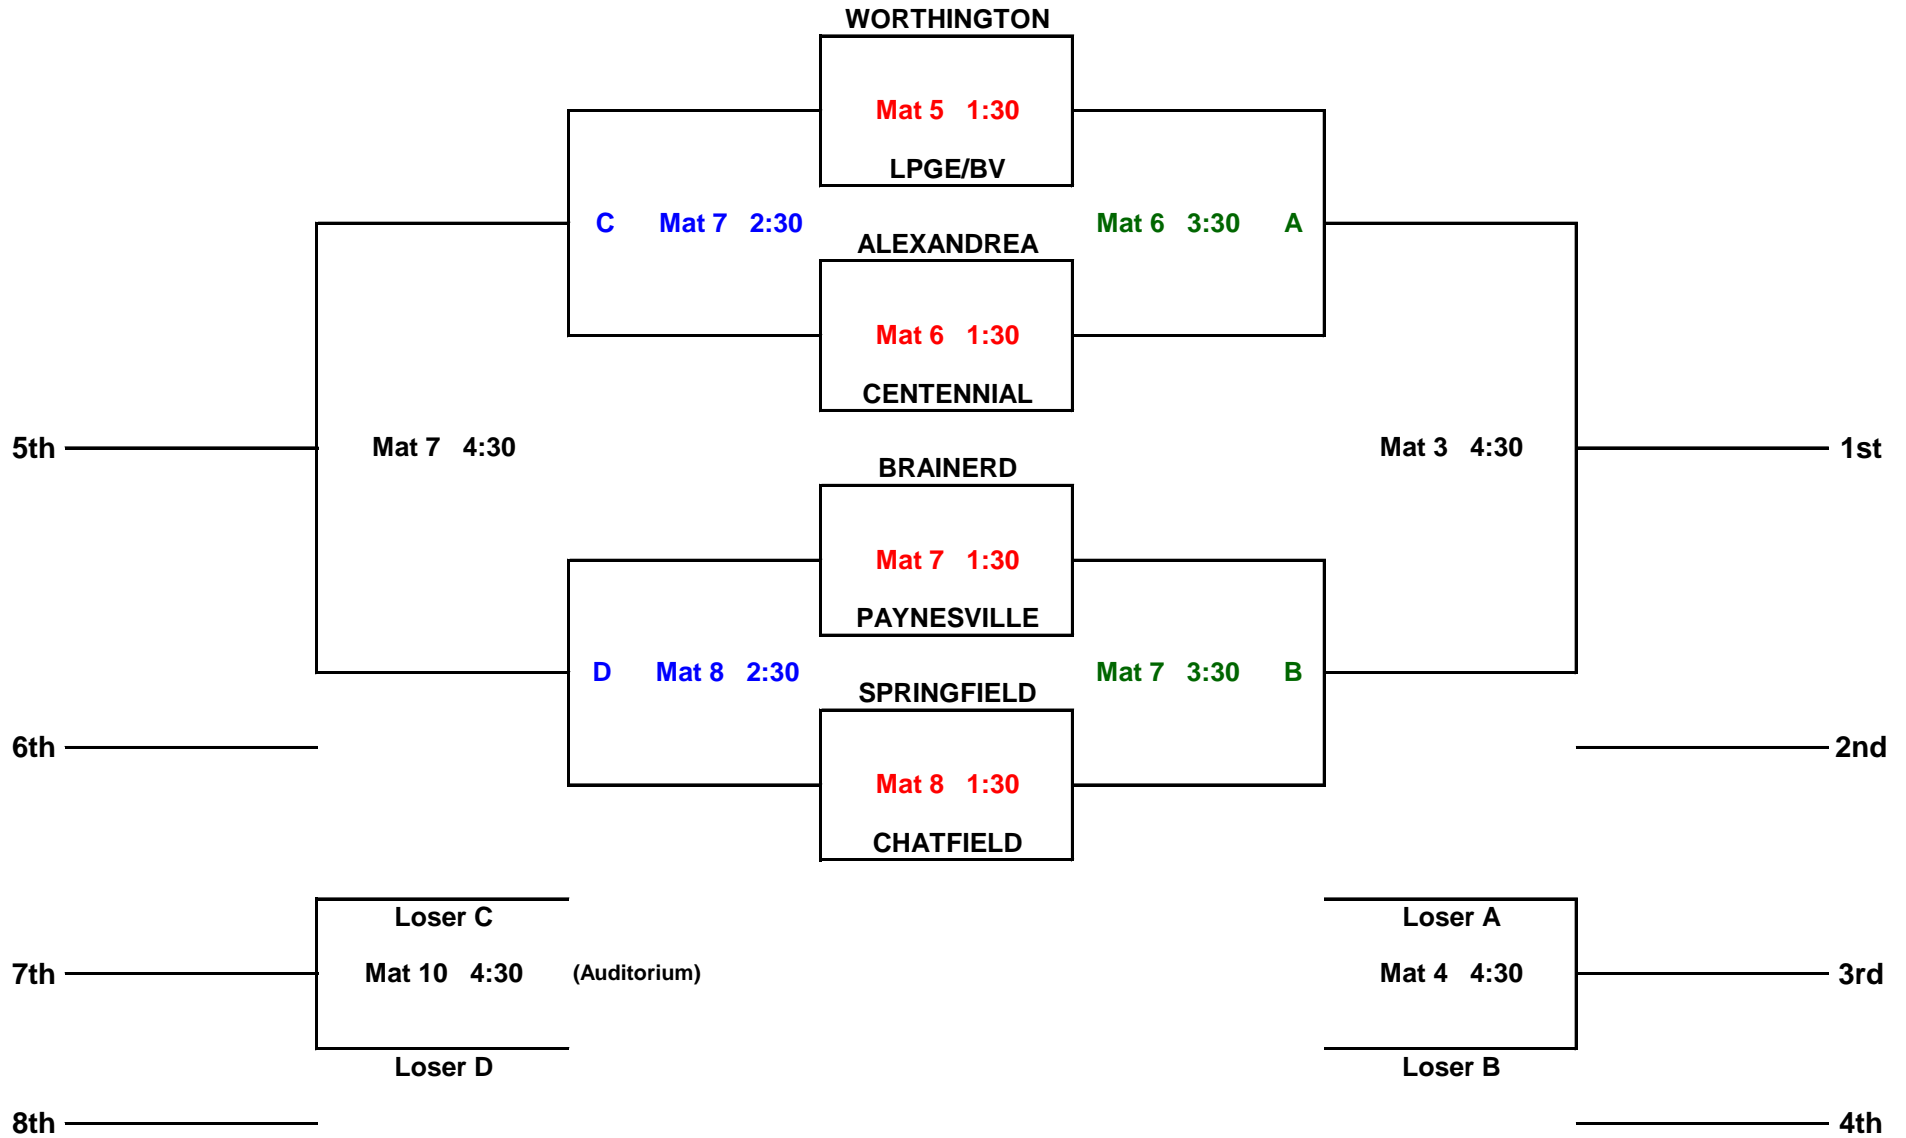 WORTHINGTON
Mat 5 1:30
LPGE/BV
C Mat 7 2:30
Mat 6 3:30 A
ALEXANDREA
Mat 6 1:30
CENTENNIAL
5th
Mat 7 4:30
Mat 3 4:30
1st
BRAINERD
Mat 7 1:30
PAYNESVILLE
D Mat 8 2:30
Mat 7 3:30 B
SPRINGFIELD
6th
2nd
Mat 8 1:30
CHATFIELD
Loser C
Loser A
7th
Mat 10 4:30 (Auditorium)
Mat 4 4:30
3rd
Loser D
Loser B
8th
4th